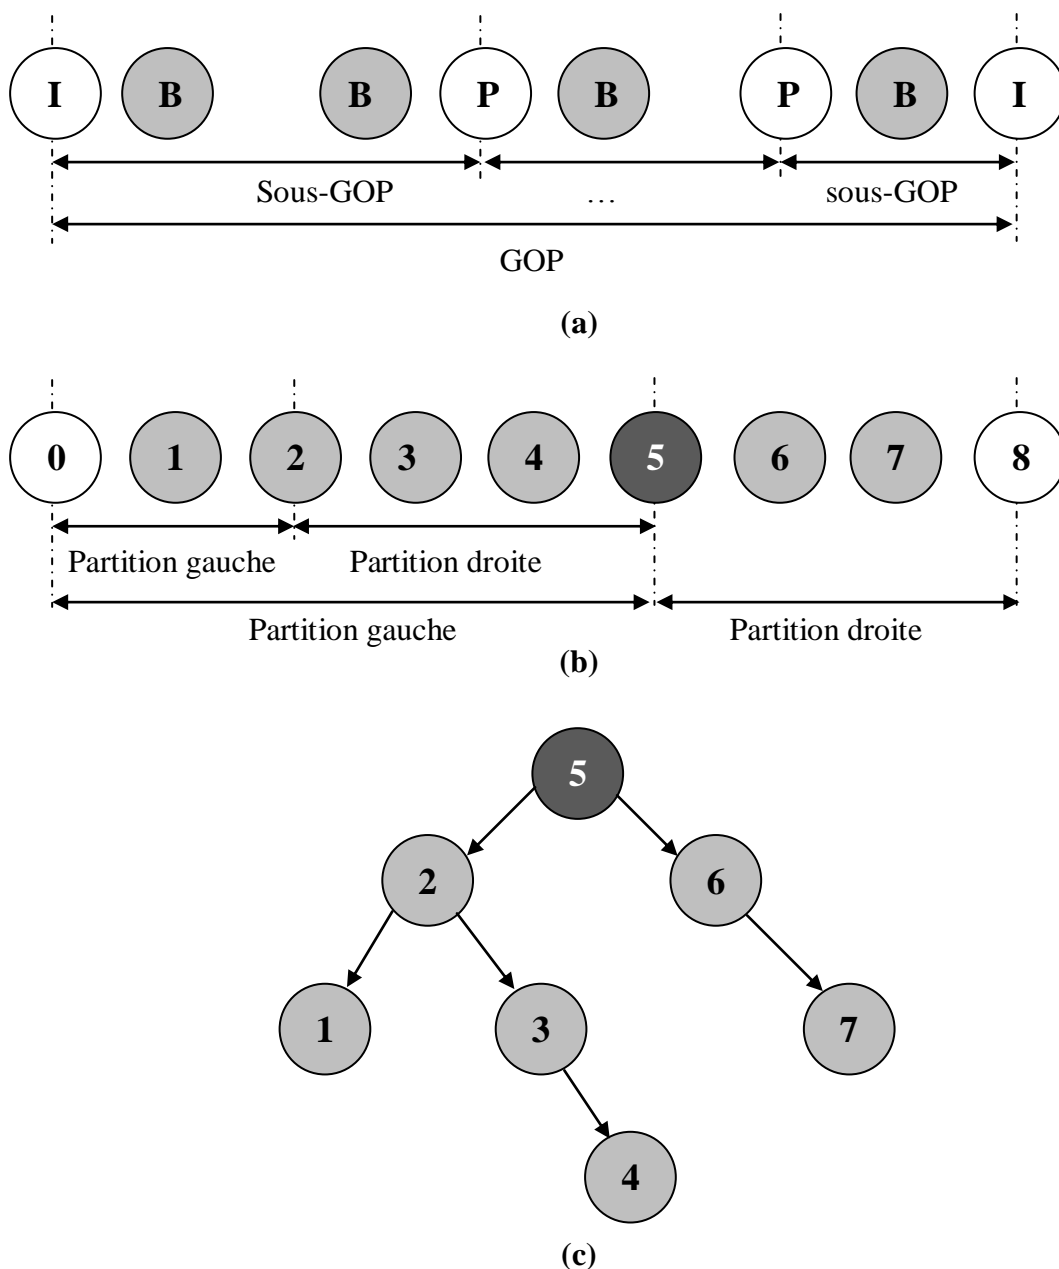 I B B P B P B I
Sous-GOP … sous-GOP
GOP
(a)
0 1 2 3 4 5 6 7 8
Partition gauche Partition droite
Partition gauche Partition droite
(b)
5
2 6
1 3 7
4
(c)